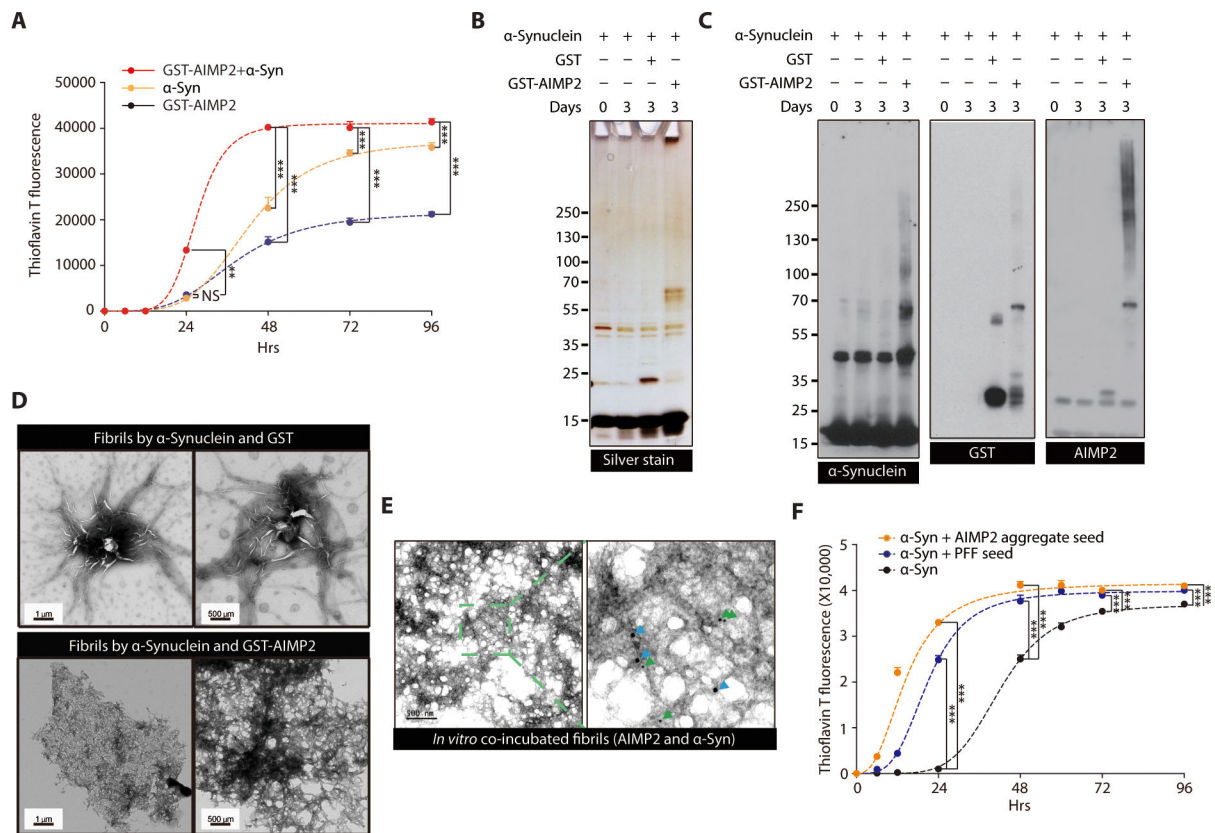 A
GST-AIMP2+α-Syn
α-Syn
GST-AIMP2
Thioflavin T fluorescence
50000
40000
30000
20000
10000
0
0 24 48 72 96
Hrs
NS
**
***
***
***
***
***
***
B
α-Synuclein + + + +
GST − − + −
GST-AIMP2 − − − +
Days 0 3 3 3
250
130
100
70
55
35
25
15
Silver stain
C
α-Synuclein + + + + + + + + + + + +
GST − − + − − − + − − − + −
GST-AIMP2 − − − + − − − + − − − +
Days 0 3 3 3 0 3 3 3 0 3 3 3
250
130
100
70
55
35
25
15
α-Synuclein
GST
AIMP2
D
Fibrils by α-Synuclein and GST
1 μm
500 μm
Fibrils by α-Synuclein and GST-AIMP2
1 μm
500 μm
E
500 nm
In vitro co-incubated fibrils (AIMP2 and α-Syn)
F
α-Syn + AIMP2 aggregate seed
α-Syn + PFF seed
α-Syn
Thioflavin T fluorescence (X10,000)
5
4
3
2
1
0
0 24 48 72 96
Hrs
***
***
***
***
***
**
***
***